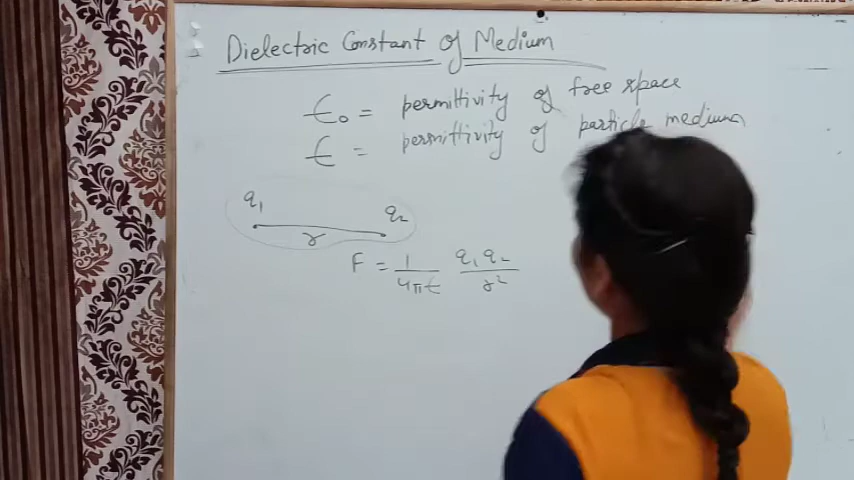 Dielectric Constant of Medium
ϵ₀ = permittivity of free space
ϵ = permittivity of particle medium
q₁ q₂
r
F = 1/4πϵ q₁q₂/r²